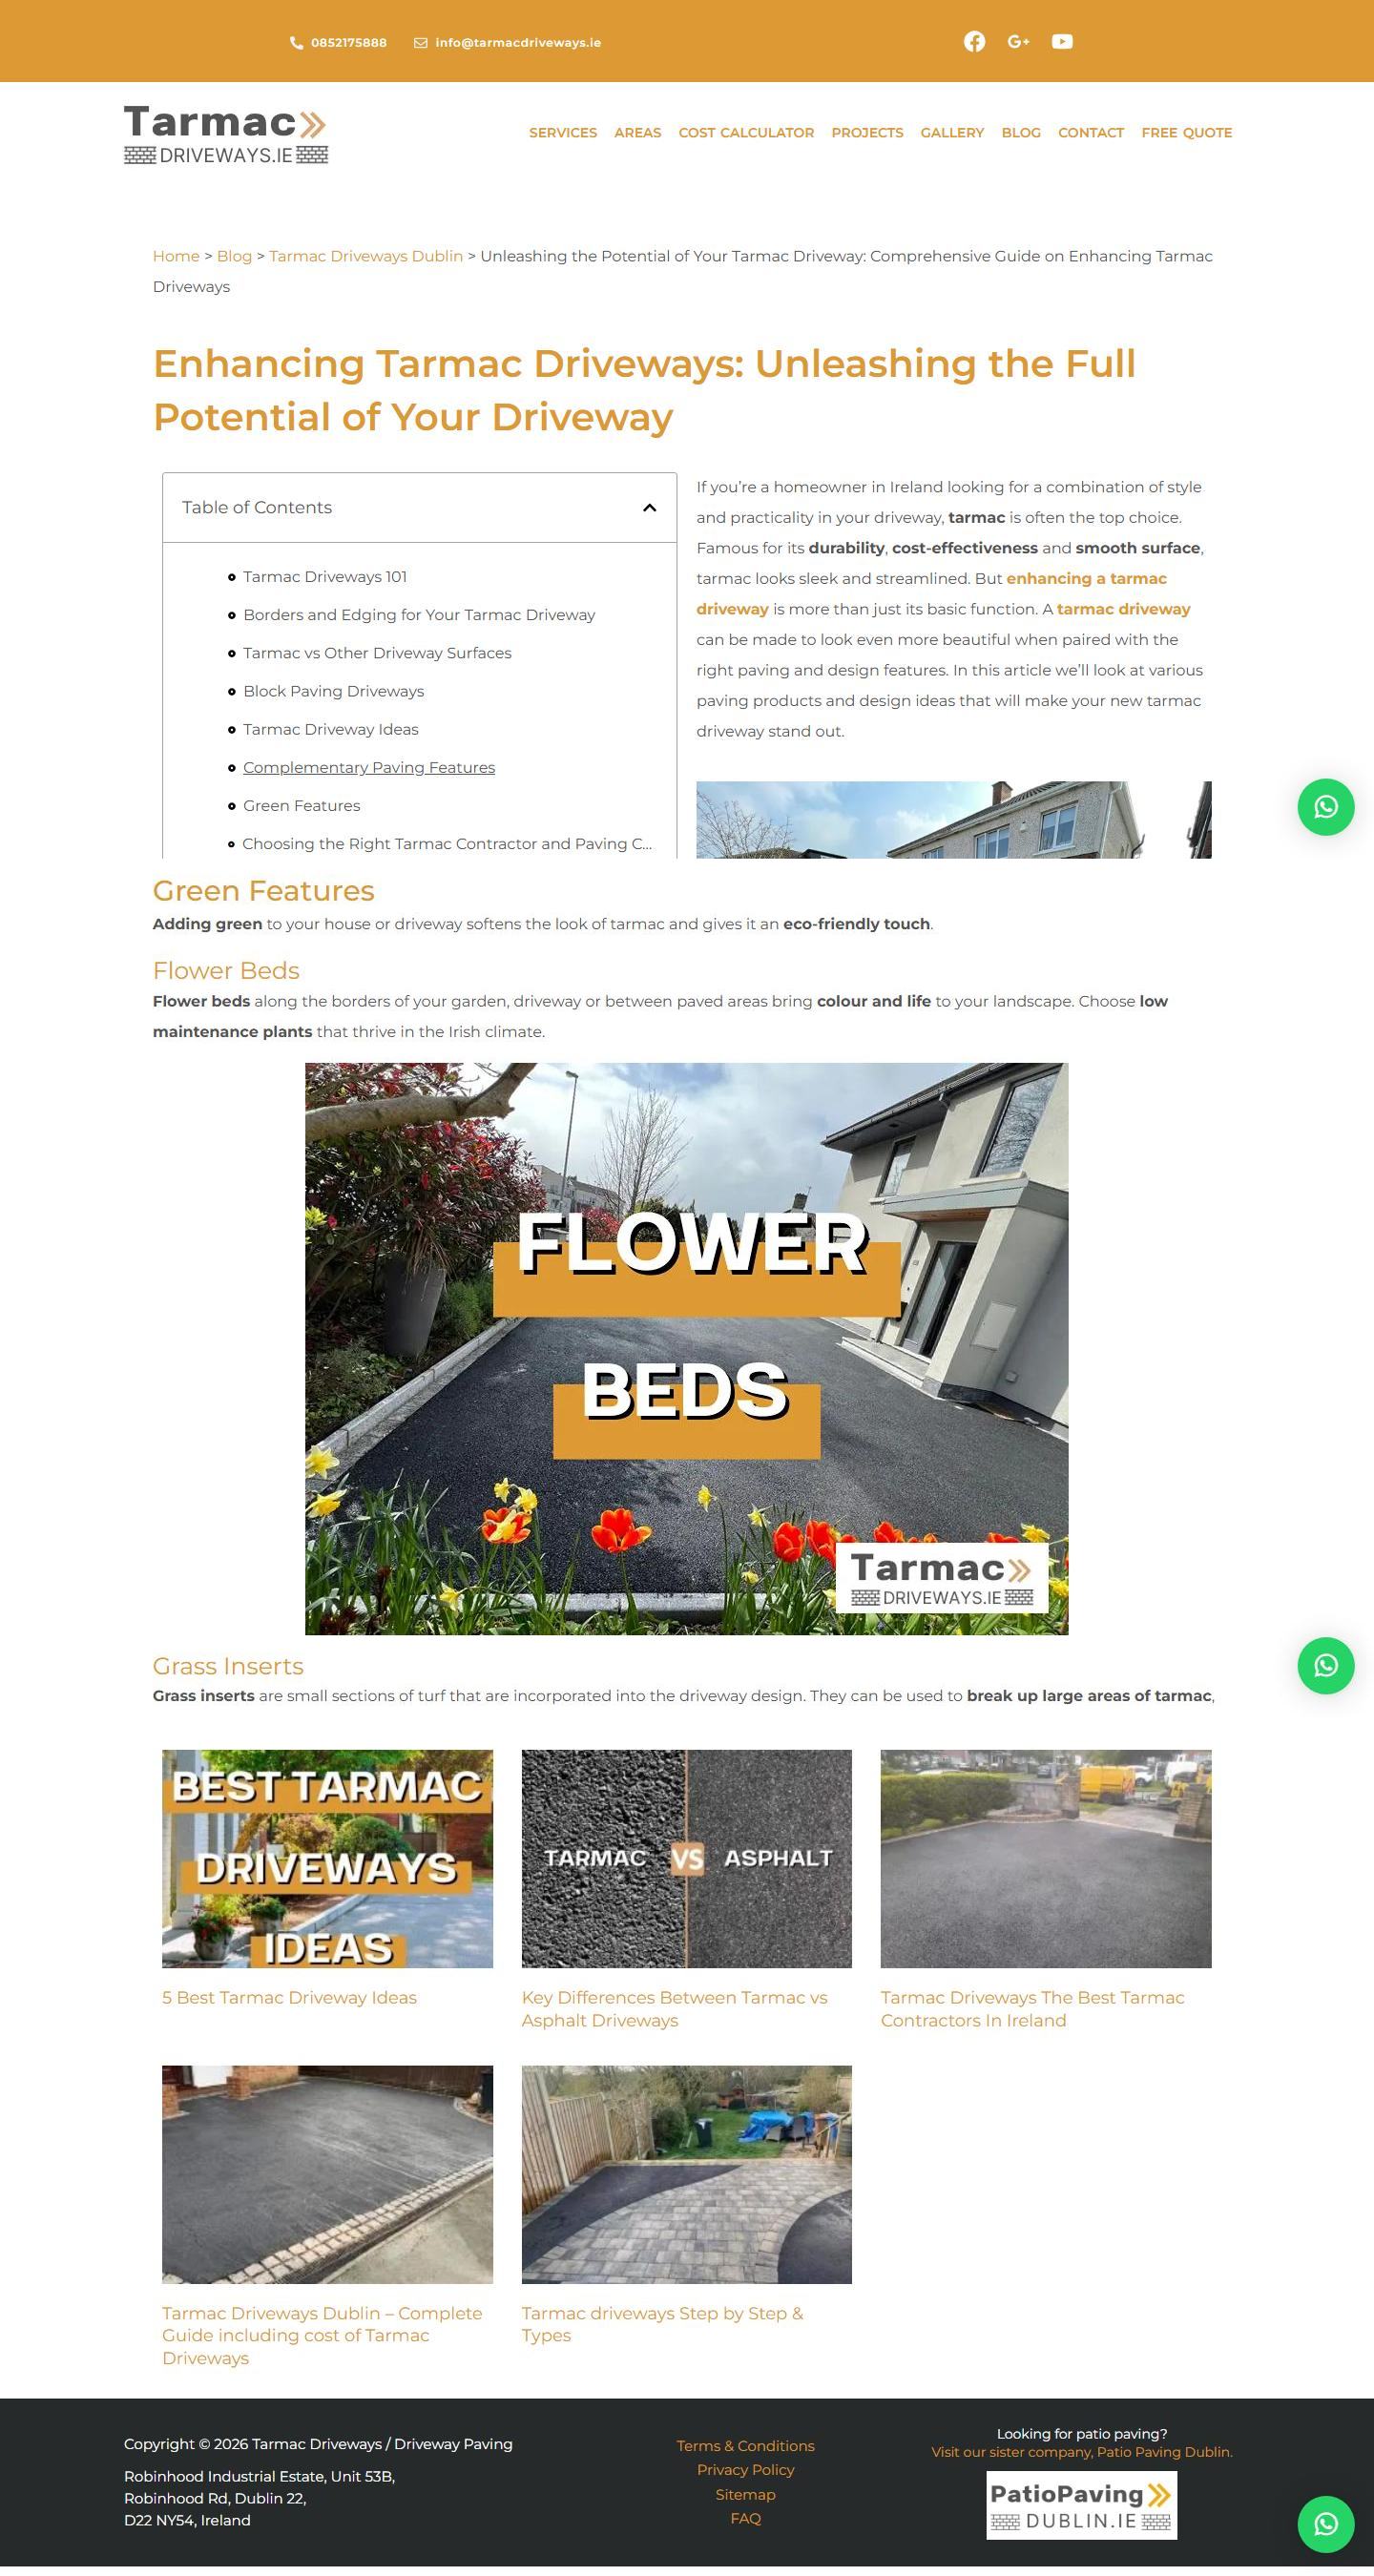 0852175888 info@tarmacdriveways.ie
Tarmac
DRIVEWAYS.IE
SERVICES AREAS COST CALCULATOR PROJECTS GALLERY BLOG CONTACT FREE QUOTE
Home > Blog > Tarmac Driveways Dublin > Unleashing the Potential of Your Tarmac Driveway: Comprehensive Guide on Enhancing Tarmac
Driveways
Enhancing Tarmac Driveways: Unleashing the Full
Potential of Your Driveway
Table of Contents
Tarmac Driveways 101
Borders and Edging for Your Tarmac Driveway
Tarmac vs Other Driveway Surfaces
Block Paving Driveways
Tarmac Driveway Ideas
Complementary Paving Features
Green Features
Choosing the Right Tarmac Contractor and Paving C...
If you’re a homeowner in Ireland looking for a combination of style
and practicality in your driveway, tarmac is often the top choice.
Famous for its durability, cost-effectiveness and smooth surface,
tarmac looks sleek and streamlined. But enhancing a tarmac
driveway is more than just its basic function. A tarmac driveway
can be made to look even more beautiful when paired with the
right paving and design features. In this article we’ll look at various
paving products and design ideas that will make your new tarmac
driveway stand out.
Green Features
Adding green to your house or driveway softens the look of tarmac and gives it an eco-friendly touch.
Flower Beds
Flower beds along the borders of your garden, driveway or between paved areas bring colour and life to your landscape. Choose low
maintenance plants that thrive in the Irish climate.
FLOWER
BEDS
Tarmac
DRIVEWAYS.IE
Grass Inserts
Grass inserts are small sections of turf that are incorporated into the driveway design. They can be used to break up large areas of tarmac,
BEST TARMAC
DRIVEWAYS
IDEAS
TARMAC VS ASPHALT
5 Best Tarmac Driveway Ideas
Key Differences Between Tarmac vs
Asphalt Driveways
Tarmac Driveways The Best Tarmac
Contractors In Ireland
Tarmac Driveways Dublin – Complete
Guide including cost of Tarmac
Driveways
Tarmac driveways Step by Step &
Types
Copyright © 2026 Tarmac Driveways / Driveway Paving
Robinhood Industrial Estate, Unit 53B,
Robinhood Rd, Dublin 22,
D22 NY54, Ireland
Terms & Conditions
Privacy Policy
Sitemap
FAQ
Looking for patio paving?
Visit our sister company, Patio Paving Dublin.
PatioPaving
DUBLIN.IE